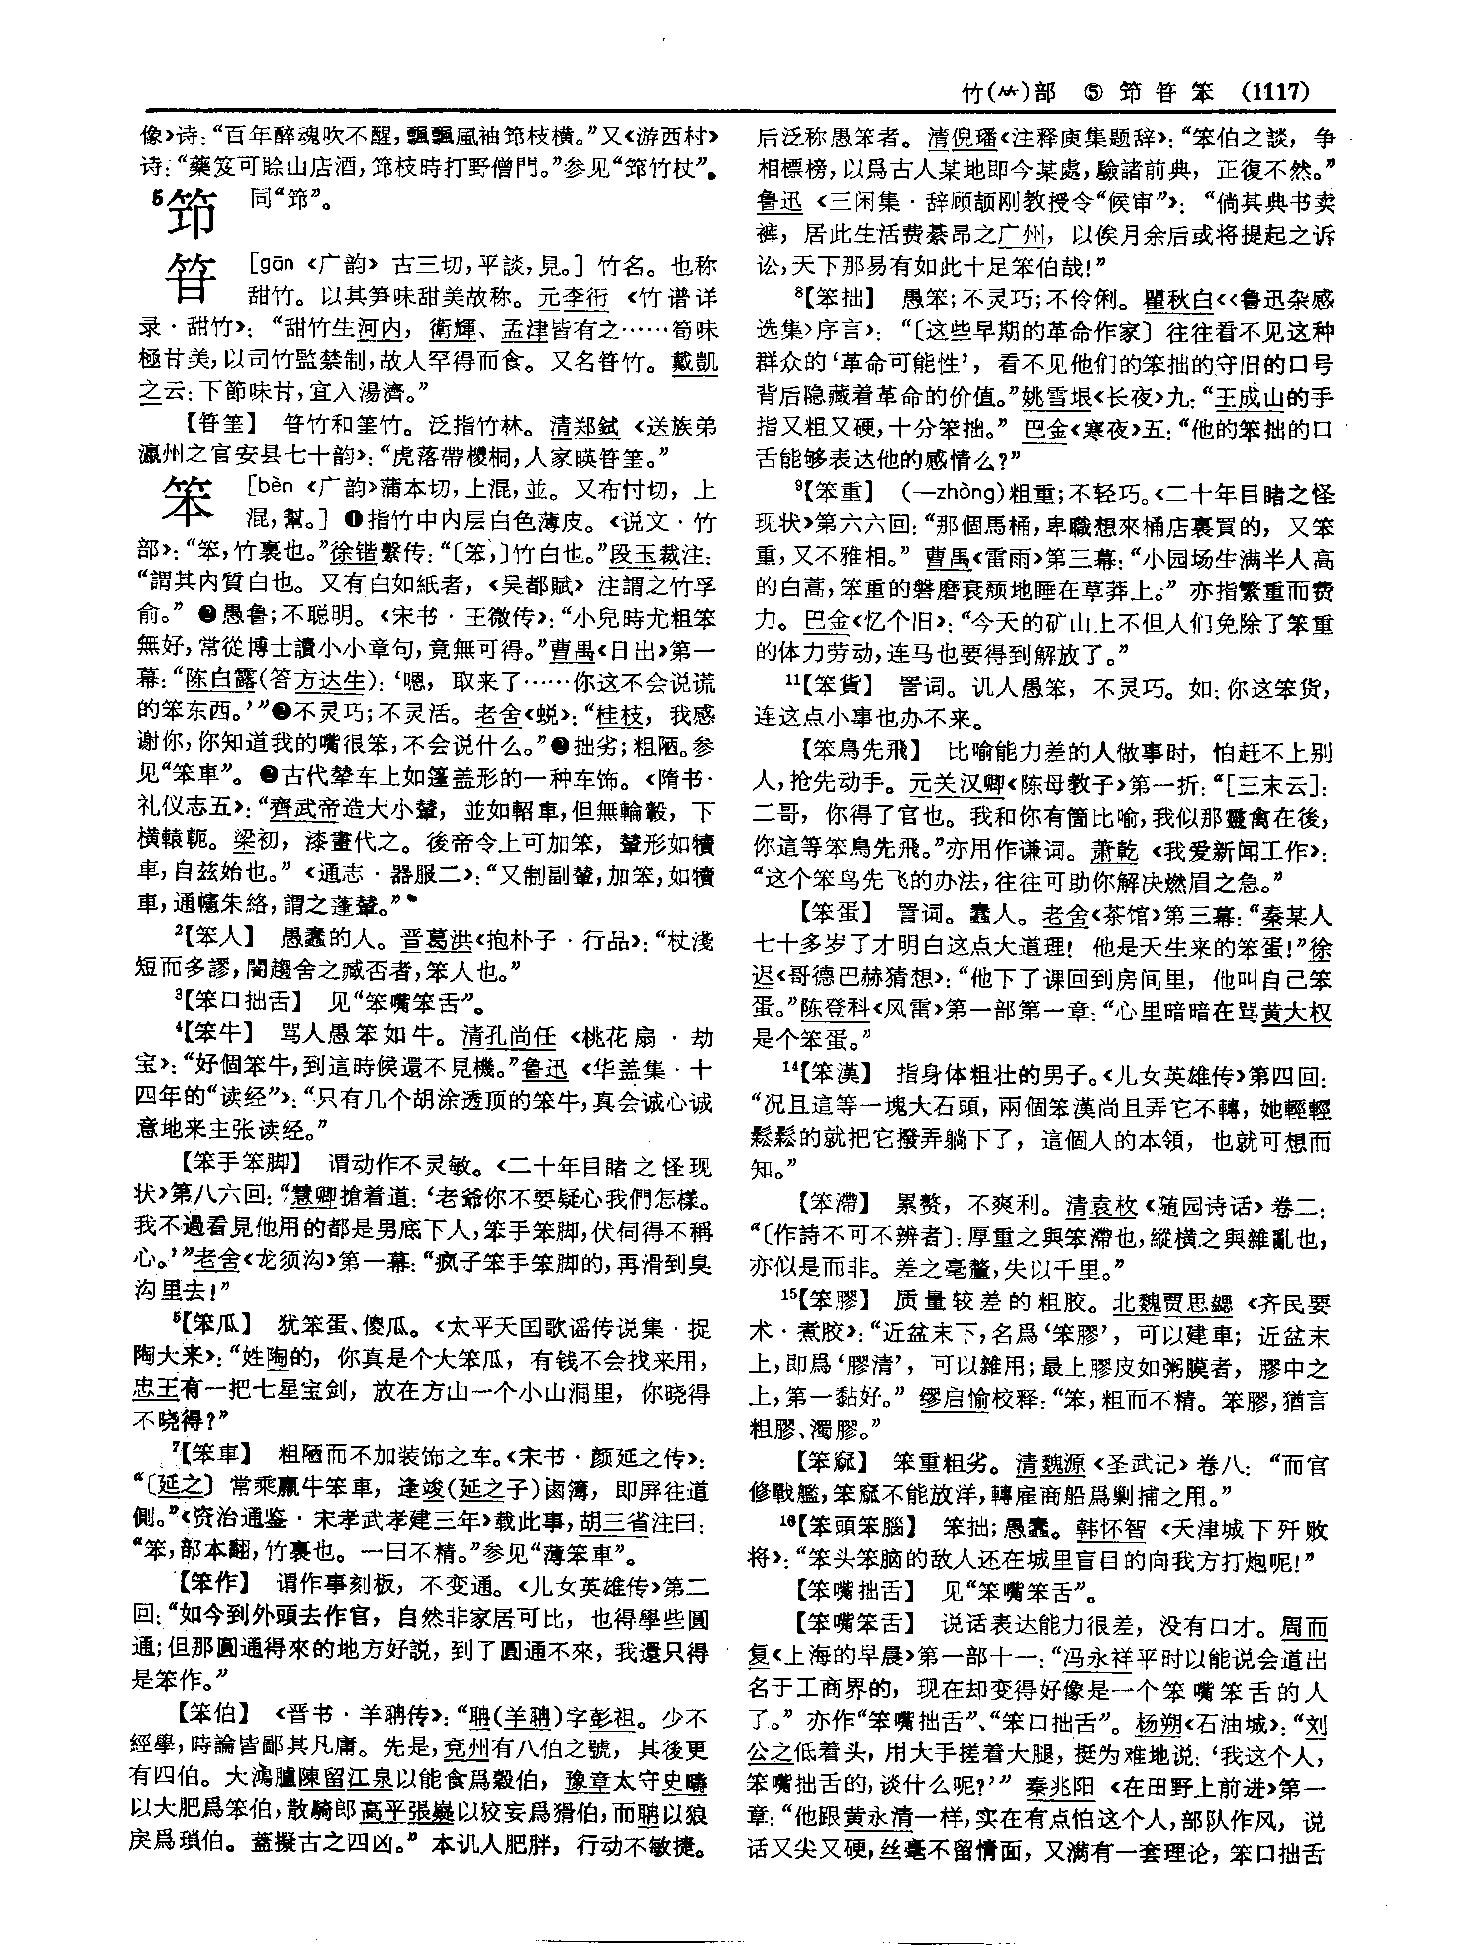 竹(⺮)部 ⑤ 笻 笴 笨 (1117)
像›诗：“百年醉魂吹不醒，飄飄風袖筇枝横。”又‹游西村›
诗：“藥笈可賒山店酒，筇枝時打野僧門。”参见“筇竹杖”。
5 同“筇”。
[gān ‹广韵› 古三切，平談，見。] 竹名。也称
甜竹。以其笋味甜美故称。元李衎 ‹竹谱详
录·甜竹›：“甜竹生河内，衛輝、孟津皆有之……筍味
極甘美，以司竹監禁制，故人罕得而食。又名䇞竹。戴凱
之云：下節味甘，宜入湯濟。”
【䇞筀】 䇞竹和筀竹。泛指竹林。清郑鉽 ‹送族弟
瀛州之官安县七十韵›：“虎落帶椶桐，人家暎䇞筀。”
笨 [bèn ‹广韵›蒲本切，上混，並。又布忖切，上
混，幫。] ❶指竹中内层白色薄皮。‹说文·竹
部›：“笨，竹裏也。”徐锴繫传：“〔笨，〕竹白也。”段玉裁注：
“謂其内質白也。又有白如紙者，‹吴都賦› 注謂之竹孚
俞。” ❷愚鲁；不聪明。‹宋书·王微传›：“小兒時尤粗笨
無好，常從博士讀小小章句，竟無可得。”曹禺‹日出›第一
幕：“陈白露(答方达生)：‘嗯，取来了……你这不会说谎
的笨东西。’”❷不灵巧；不灵活。老舍‹蜕›：“桂枝，我感
谢你，你知道我的嘴很笨，不会说什么。”❷拙劣；粗陋。参
见“笨車”。❷古代辇车上如篷盖形的一种车饰。‹隋书·
礼仪志五›：“齊武帝造大小輦，並如軺車，但無輪轂，下
横轅軛。梁初，漆畫代之。後帝令上可加笨，輦形如犢
車，自兹始也。” ‹通志·器服二›：“又制副輦，加笨，如犢
車，通幰朱絡，謂之蓬輦。”
²【笨人】 愚蠢的人。晋葛洪‹抱朴子·行品›：“杖淺
短而多謬，闇趨舍之臧否者，笨人也。”
³【笨口拙舌】 见“笨嘴笨舌”。
⁴【笨牛】 骂人愚笨如牛。清孔尚任 ‹桃花扇·劫
宝›：“好個笨牛，到這時候還不見機。”鲁迅 ‹华盖集·十
四年的“读经”›：“只有几个胡涂透顶的笨牛，真会诚心诚
意地来主张读经。”
【笨手笨脚】 谓动作不灵敏。‹二十年目睹之怪现
状›第八六回：“慧卿搶着道：‘老爺你不要疑心我們怎樣。
我不過看見他用的都是男底下人，笨手笨脚，伏伺得不稱
心。’”老舍‹龙须沟›第一幕：“疯子笨手笨脚的，再滑到臭
沟里去！”
⁵【笨瓜】 犹笨蛋、傻瓜。‹太平天国歌谣传说集·捉
陶大来›：“姓陶的，你真是个大笨瓜，有钱不会找来用，
忠王有一把七星宝剑，放在方山一个小山洞里，你晓得
不晓得？”
⁷【笨車】 粗陋而不加装饰之车。‹宋书·颜延之传›：
“〔延之〕 常乘羸牛笨車，逢竣(延之子)鹵簿，即屏往道
側。”‹资治通鉴·宋孝武孝建三年›载此事，胡三省注曰：
“笨，部本翻，竹裏也。一曰不精。”参见“薄笨車”。
【笨作】 谓作事刻板，不变通。‹儿女英雄传›第二
回：“如今到外頭去作官，自然非家居可比，也得學些圓
通；但那圓通得來的地方好説，到了圓通不來，我還只得
是笨作。”
【笨伯】 ‹晋书·羊聃传›：“聃(羊聃)字彭祖。少不
經學，時論皆鄙其凡庸。先是，兖州有八伯之號，其後更
有四伯。大鴻臚陳留江泉以能食爲穀伯，豫章太守史疇
以大肥爲笨伯，散騎郎高平張嶷以狡妄爲猾伯，而聃以狼
戾爲瑣伯。蓋擬古之四凶。” 本讥人肥胖，行动不敏捷。
后泛称愚笨者。清倪璠‹注释庾集题辞›：“笨伯之談，争
相標榜，以爲古人某地即今某處，驗諸前典，正復不然。”
鲁迅 ‹三闲集·辞顾颉刚教授令“候审”›：“倘其典书卖
裤，居此生活费綦昂之广州，以俟月余后或将提起之诉
讼，天下那易有如此十足笨伯哉！”
⁸【笨拙】 愚笨；不灵巧；不伶俐。瞿秋白‹‹鲁迅杂感
选集›序言›：“〔这些早期的革命作家〕往往看不见这种
群众的‘革命可能性’，看不见他们的笨拙的守旧的口号
背后隐藏着革命的价值。”姚雪垠‹长夜›九：“王成山的手
指又粗又硬，十分笨拙。” 巴金‹寒夜›五：“他的笨拙的口
舌能够表达他的感情么？”
⁹【笨重】 (—zhòng)粗重；不轻巧。‹二十年目睹之怪
现状›第六六回：“那個馬桶，卑職想來桶店裏買的，又笨
重，又不雅相。” 曹禺‹雷雨›第三幕：“小园场生满半人高
的白蒿，笨重的磐磨衰颓地睡在草莽上。” 亦指繁重而费
力。巴金‹忆个旧›：“今天的矿山上不但人们免除了笨重
的体力劳动，连马也要得到解放了。”
¹¹【笨貨】 詈词。讥人愚笨，不灵巧。如：你这笨货，
连这点小事也办不来。
【笨鳥先飛】 比喻能力差的人做事时，怕赶不上别
人，抢先动手。元关汉卿‹陈母教子›第一折：“[三末云]：
二哥，你得了官也。我和你有箇比喻，我似那靈禽在後，
你這等笨鳥先飛。”亦用作谦词。萧乾 ‹我爱新闻工作›：
“这个笨鸟先飞的办法，往往可助你解决燃眉之急。”
【笨蛋】 詈词。蠢人。老舍‹茶馆›第三幕：“秦某人
七十多岁了才明白这点大道理！他是天生来的笨蛋！”徐
迟‹哥德巴赫猜想›：“他下了课回到房间里，他叫自己笨
蛋。”陈登科‹风雷›第一部第一章：“心里暗暗在骂黄大权
是个笨蛋。”
¹⁴【笨漢】 指身体粗壮的男子。‹儿女英雄传›第四回：
“况且這等一塊大石頭，兩個笨漢尚且弄它不轉，她輕輕
鬆鬆的就把它撥弄躺下了，這個人的本領，也就可想而
知。”
【笨滯】 累赘，不爽利。清袁枚‹随园诗话›卷二：
“〔作詩不可不辨者〕：厚重之與笨滯也，縱横之與雜亂也，
亦似是而非。差之毫釐，失以千里。”
¹⁵【笨膠】 质量较差的粗胶。北魏贾思勰 ‹齐民要
术·煮胶›：“近盆末下，名爲‘笨膠’，可以建車；近盆末
上，即爲‘膠清’，可以雜用；最上膠皮如粥膜者，膠中之
上，第一黏好。” 缪启愉校释：“笨，粗而不精。笨膠，猶言
粗膠、濁膠。”
【笨窳】 笨重粗劣。清魏源‹圣武记›卷八：“而官
修戰艦，笨窳不能放洋，轉雇商船爲剿捕之用。”
¹⁶【笨頭笨腦】 笨拙；愚蠢。韩怀智 ‹天津城下歼败
将›：“笨头笨脑的敌人还在城里盲目的向我方打炮呢！”
【笨嘴拙舌】 见“笨嘴笨舌”。
【笨嘴笨舌】 说话表达能力很差，没有口才。周而
复‹上海的早晨›第一部十一：“冯永祥平时以能说会道出
名于工商界的，现在却变得好像是一个笨嘴笨舌的人
了。” 亦作“笨嘴拙舌”、“笨口拙舌”。杨朔‹石油城›：“刘
公之低着头，用大手搓着大腿，挺为难地说：‘我这个人，
笨嘴拙舌的，谈什么呢？’” 秦兆阳 ‹在田野上前进›第一
章：“他跟黄永清一样，实在有点怕这个人，部队作风，说
话又尖又硬，丝毫不留情面，又满有一套理论，笨口拙舌